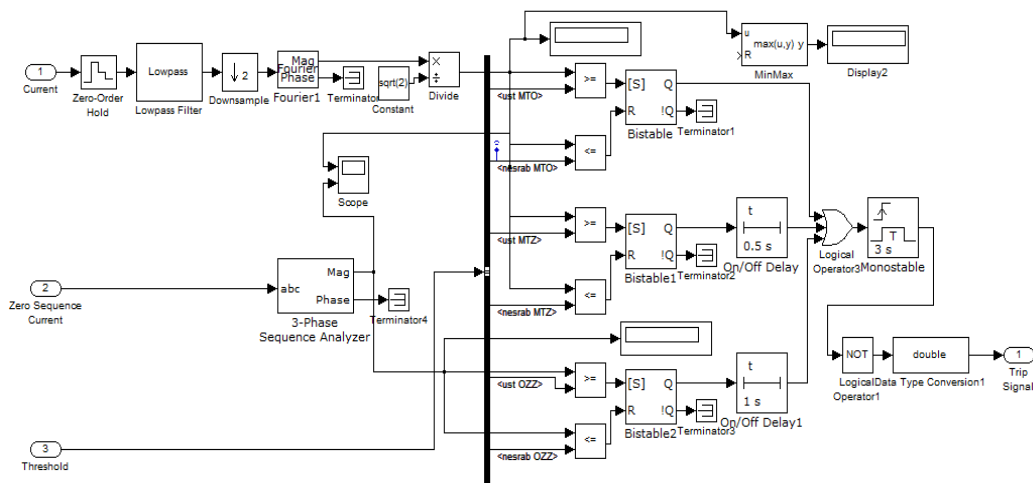 1
Current
Zero-Order
Hold
Lowpass
Lowpass Filter
2
Downsample
Mag
Fourier
Phase
Fourier1
Terminator
sqrt(2)
Constant
×
÷
Divide
u
R
max(u,y) y
MinMax
Display2
<ust MTO>
>=
[S] Q
R !Q
Bistable
Terminator1
<nesrab MTO>
<=
Scope
<ust MTZ>
>=
[S] Q
R !Q
Bistable1
Terminator2
t
0.5 s
On/Off Delay
Logical
Operator3
T
3 s
Monostable
2
Zero Sequence
Current
abc
Mag
Phase
3-Phase
Sequence Analyzer
Terminator4
<nesrab MTZ>
<=
<ust OZZ>
>=
[S] Q
R !Q
Bistable2
Terminator3
t
1 s
On/Off Delay1
NOT
Logical
Operator1
double
Data Type Conversion1
1
Trip
Signal
3
Threshold
<nesrab OZZ>
<=